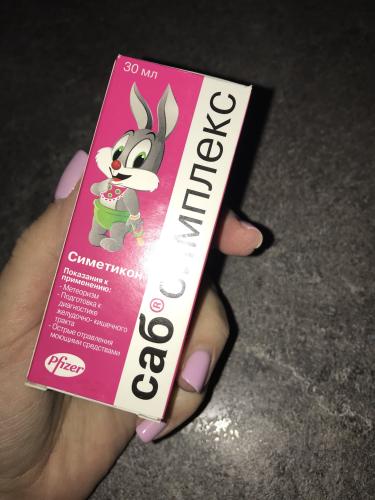 30 мл
саб® симплекс
Симетикон
Показания к
применению:
- Метеоризм
- Подготовка к
диагностике
желудочно- кишечного
тракта
- Острые отравления
моющими средствами
Pfizer